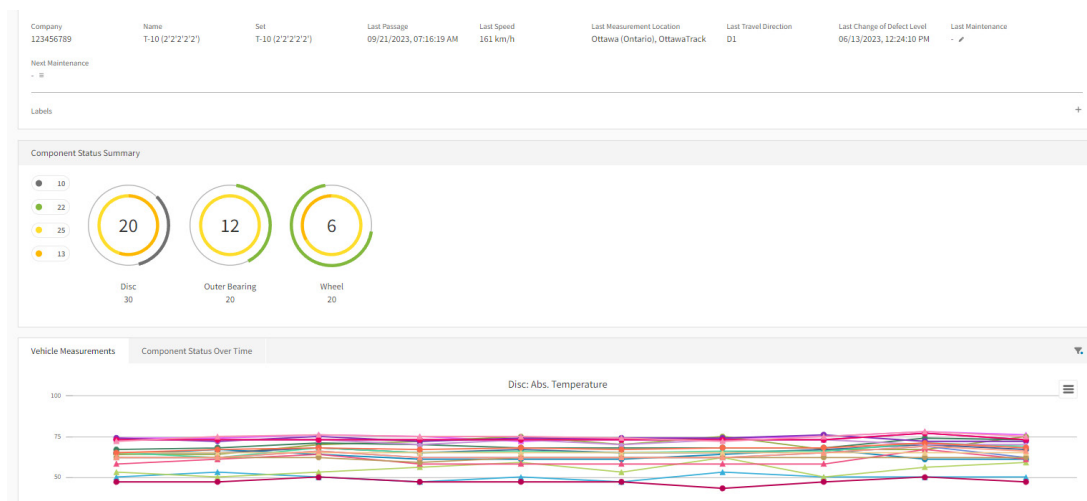 Company Name Set Last Passage Last Speed Last Measurement Location Last Travel Direction Last Change of Defect Level Last Maintenance
123456789 T-10 (2'2'2'2'2') T-10 (2'2'2'2'2') 09/21/2023, 07:16:19 AM 161 km/h Ottawa (Ontario), OttawaTrack D1 06/13/2023, 12:24:10 PM -
Next Maintenance
-
Labels +
Component Status Summary
10
22
25
13
20 12 6
Disc Outer Bearing Wheel
30 20 20
Vehicle Measurements Component Status Over Time
Disc: Abs. Temperature
100
75
50